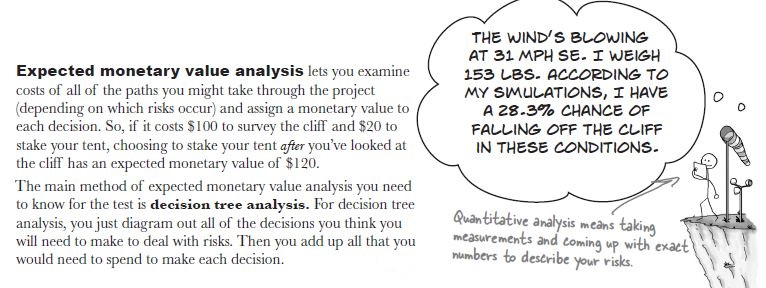 Expected monetary value analysis lets you examine
costs of all of the paths you might take through the project
(depending on which risks occur) and assign a monetary value to
each decision. So, if it costs $100 to survey the cliff and $20 to
stake your tent, choosing to stake your tent after you've looked at
the cliff has an expected monetary value of $120.
The main method of expected monetary value analysis you need
to know for the test is decision tree analysis. For decision tree
analysis, you just diagram out all of the decisions you think you
will need to make to deal with risks. Then you add up all that you
would need to spend to make each decision.
THE WIND'S BLOWING
AT 31 MPH SE. I WEIGH
153 LBS. ACCORDING TO
MY SIMULATIONS, I HAVE
A 28.3% CHANCE OF
FALLING OFF THE CLIFF
IN THESE CONDITIONS.
Quantitative analysis means taking
measurements and coming up with exact
numbers to describe your risks.